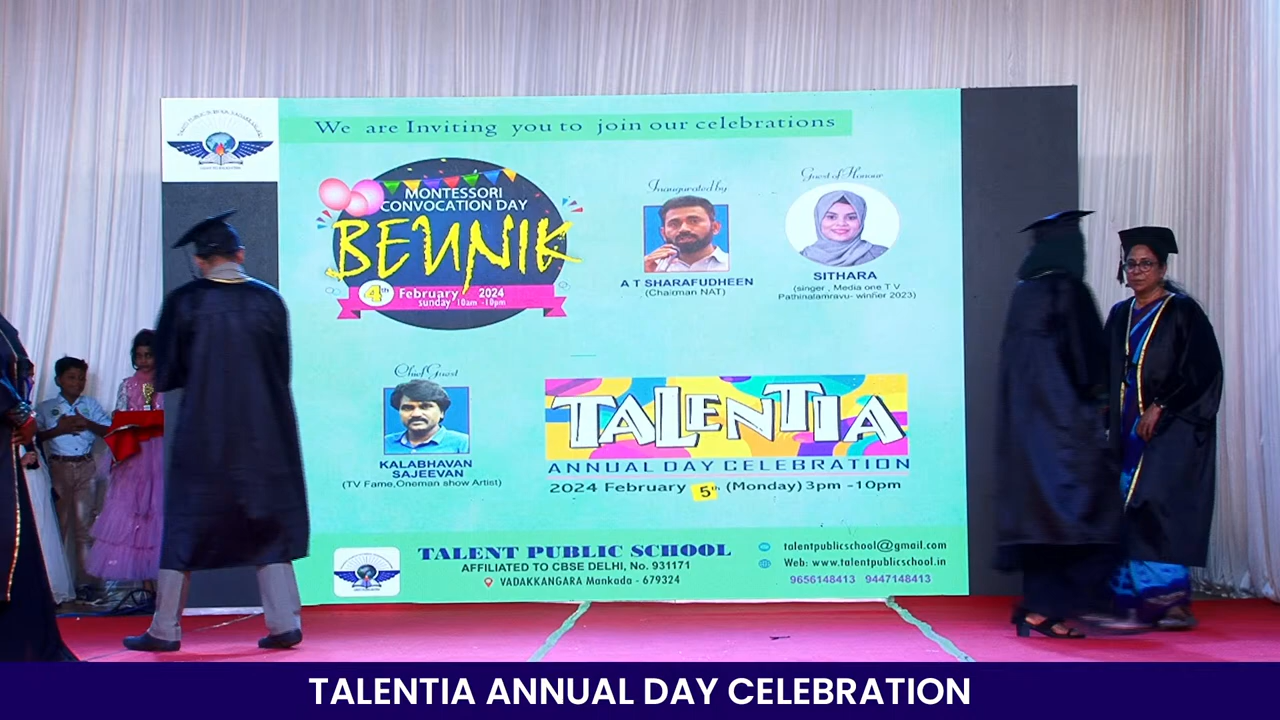 We are Inviting you to join our celebrations
MONTESSORI
CONVOCATION DAY
BEUNIK
4th February 2024
sunday 10am -10pm
Inaugurated by
A T SHARAFUDHEEN
(Chairman NAT)
Guest of Honour
SITHARA
(singer , Media one T V
Pathinalamravu- winner 2023)
Chief Guest
KALABHAVAN
SAJEEVAN
(TV Fame,Oneman show Artist)
TALENTIA
ANNUAL DAY CELEBRATION
2024 February 5th (Monday) 3pm -10pm
TALENT PUBLIC SCHOOL
AFFILIATED TO CBSE DELHI, No. 931171
VADAKKANGARA Mankada - 679324
talentpublicschool@gmail.com
Web: www.talentpublicschool.in
9656148413 9447148413
TALENTIA ANNUAL DAY CELEBRATION